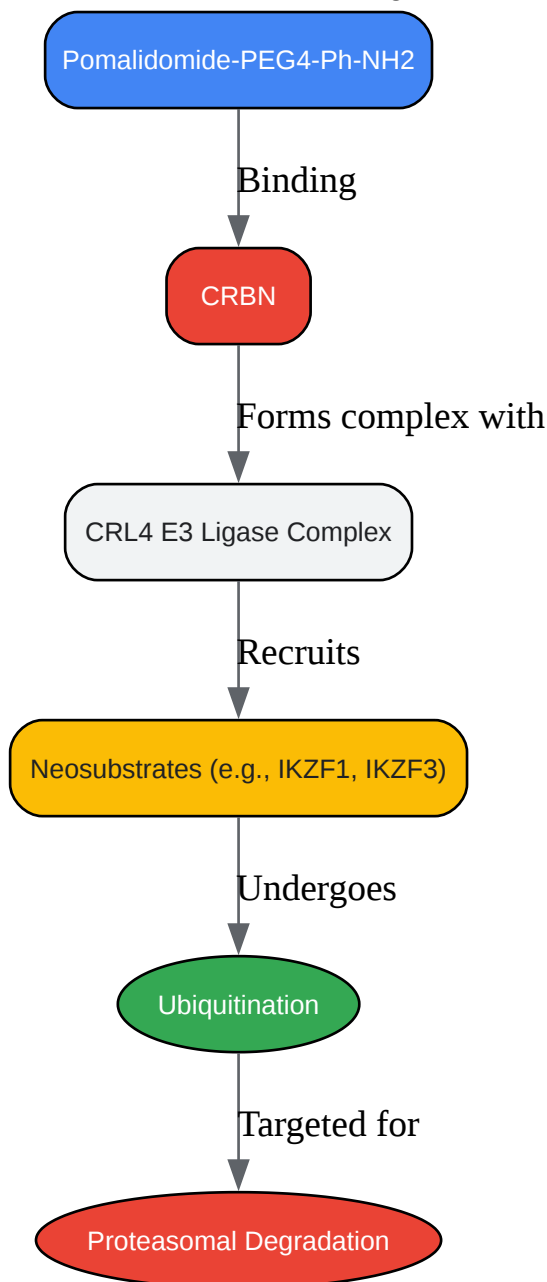 Pomalidomide-PEG4-Ph-NH2
Binding
CRBN
Forms complex with
CRL4 E3 Ligase Complex
Recruits
Neosubstrates (e.g., IKZF1, IKZF3)
Undergoes
Ubiquitination
Targeted for
Proteasomal Degradation